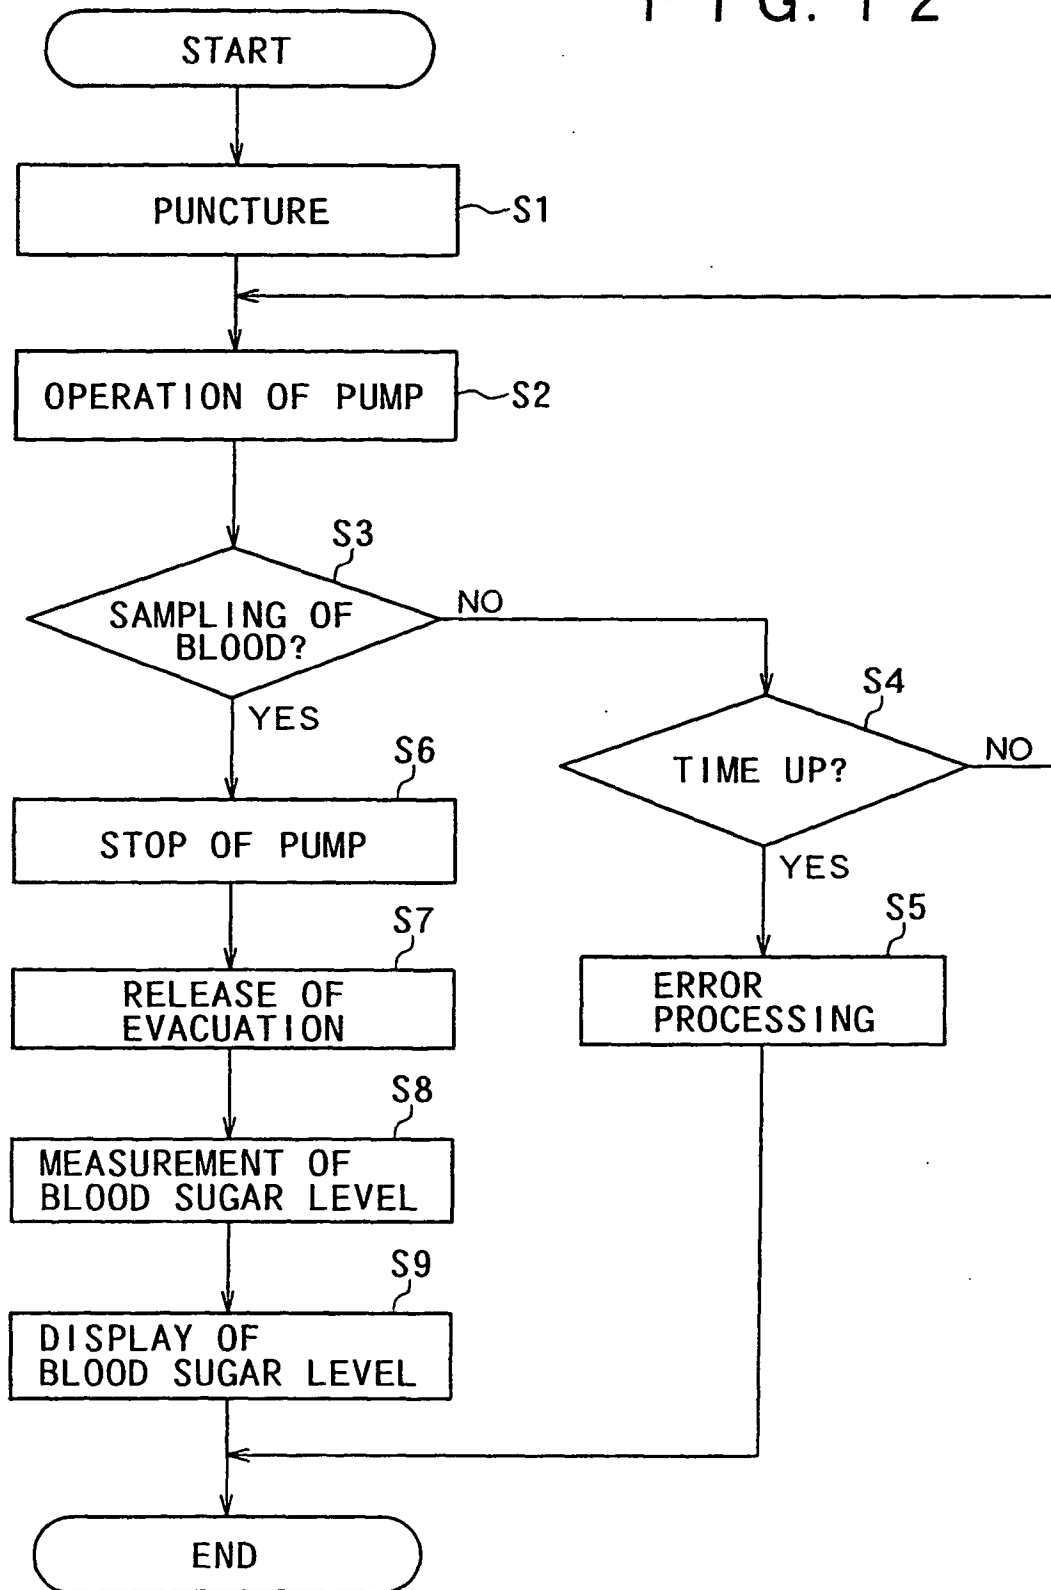 FIG. 12
START
PUNCTURE
S1
OPERATION OF PUMP
S2
S3
SAMPLING OF
BLOOD?
NO
YES
S4
TIME UP?
NO
YES
S6
STOP OF PUMP
S5
ERROR
PROCESSING
S7
RELEASE OF
EVACUATION
S8
MEASUREMENT OF
BLOOD SUGAR LEVEL
S9
DISPLAY OF
BLOOD SUGAR LEVEL
END